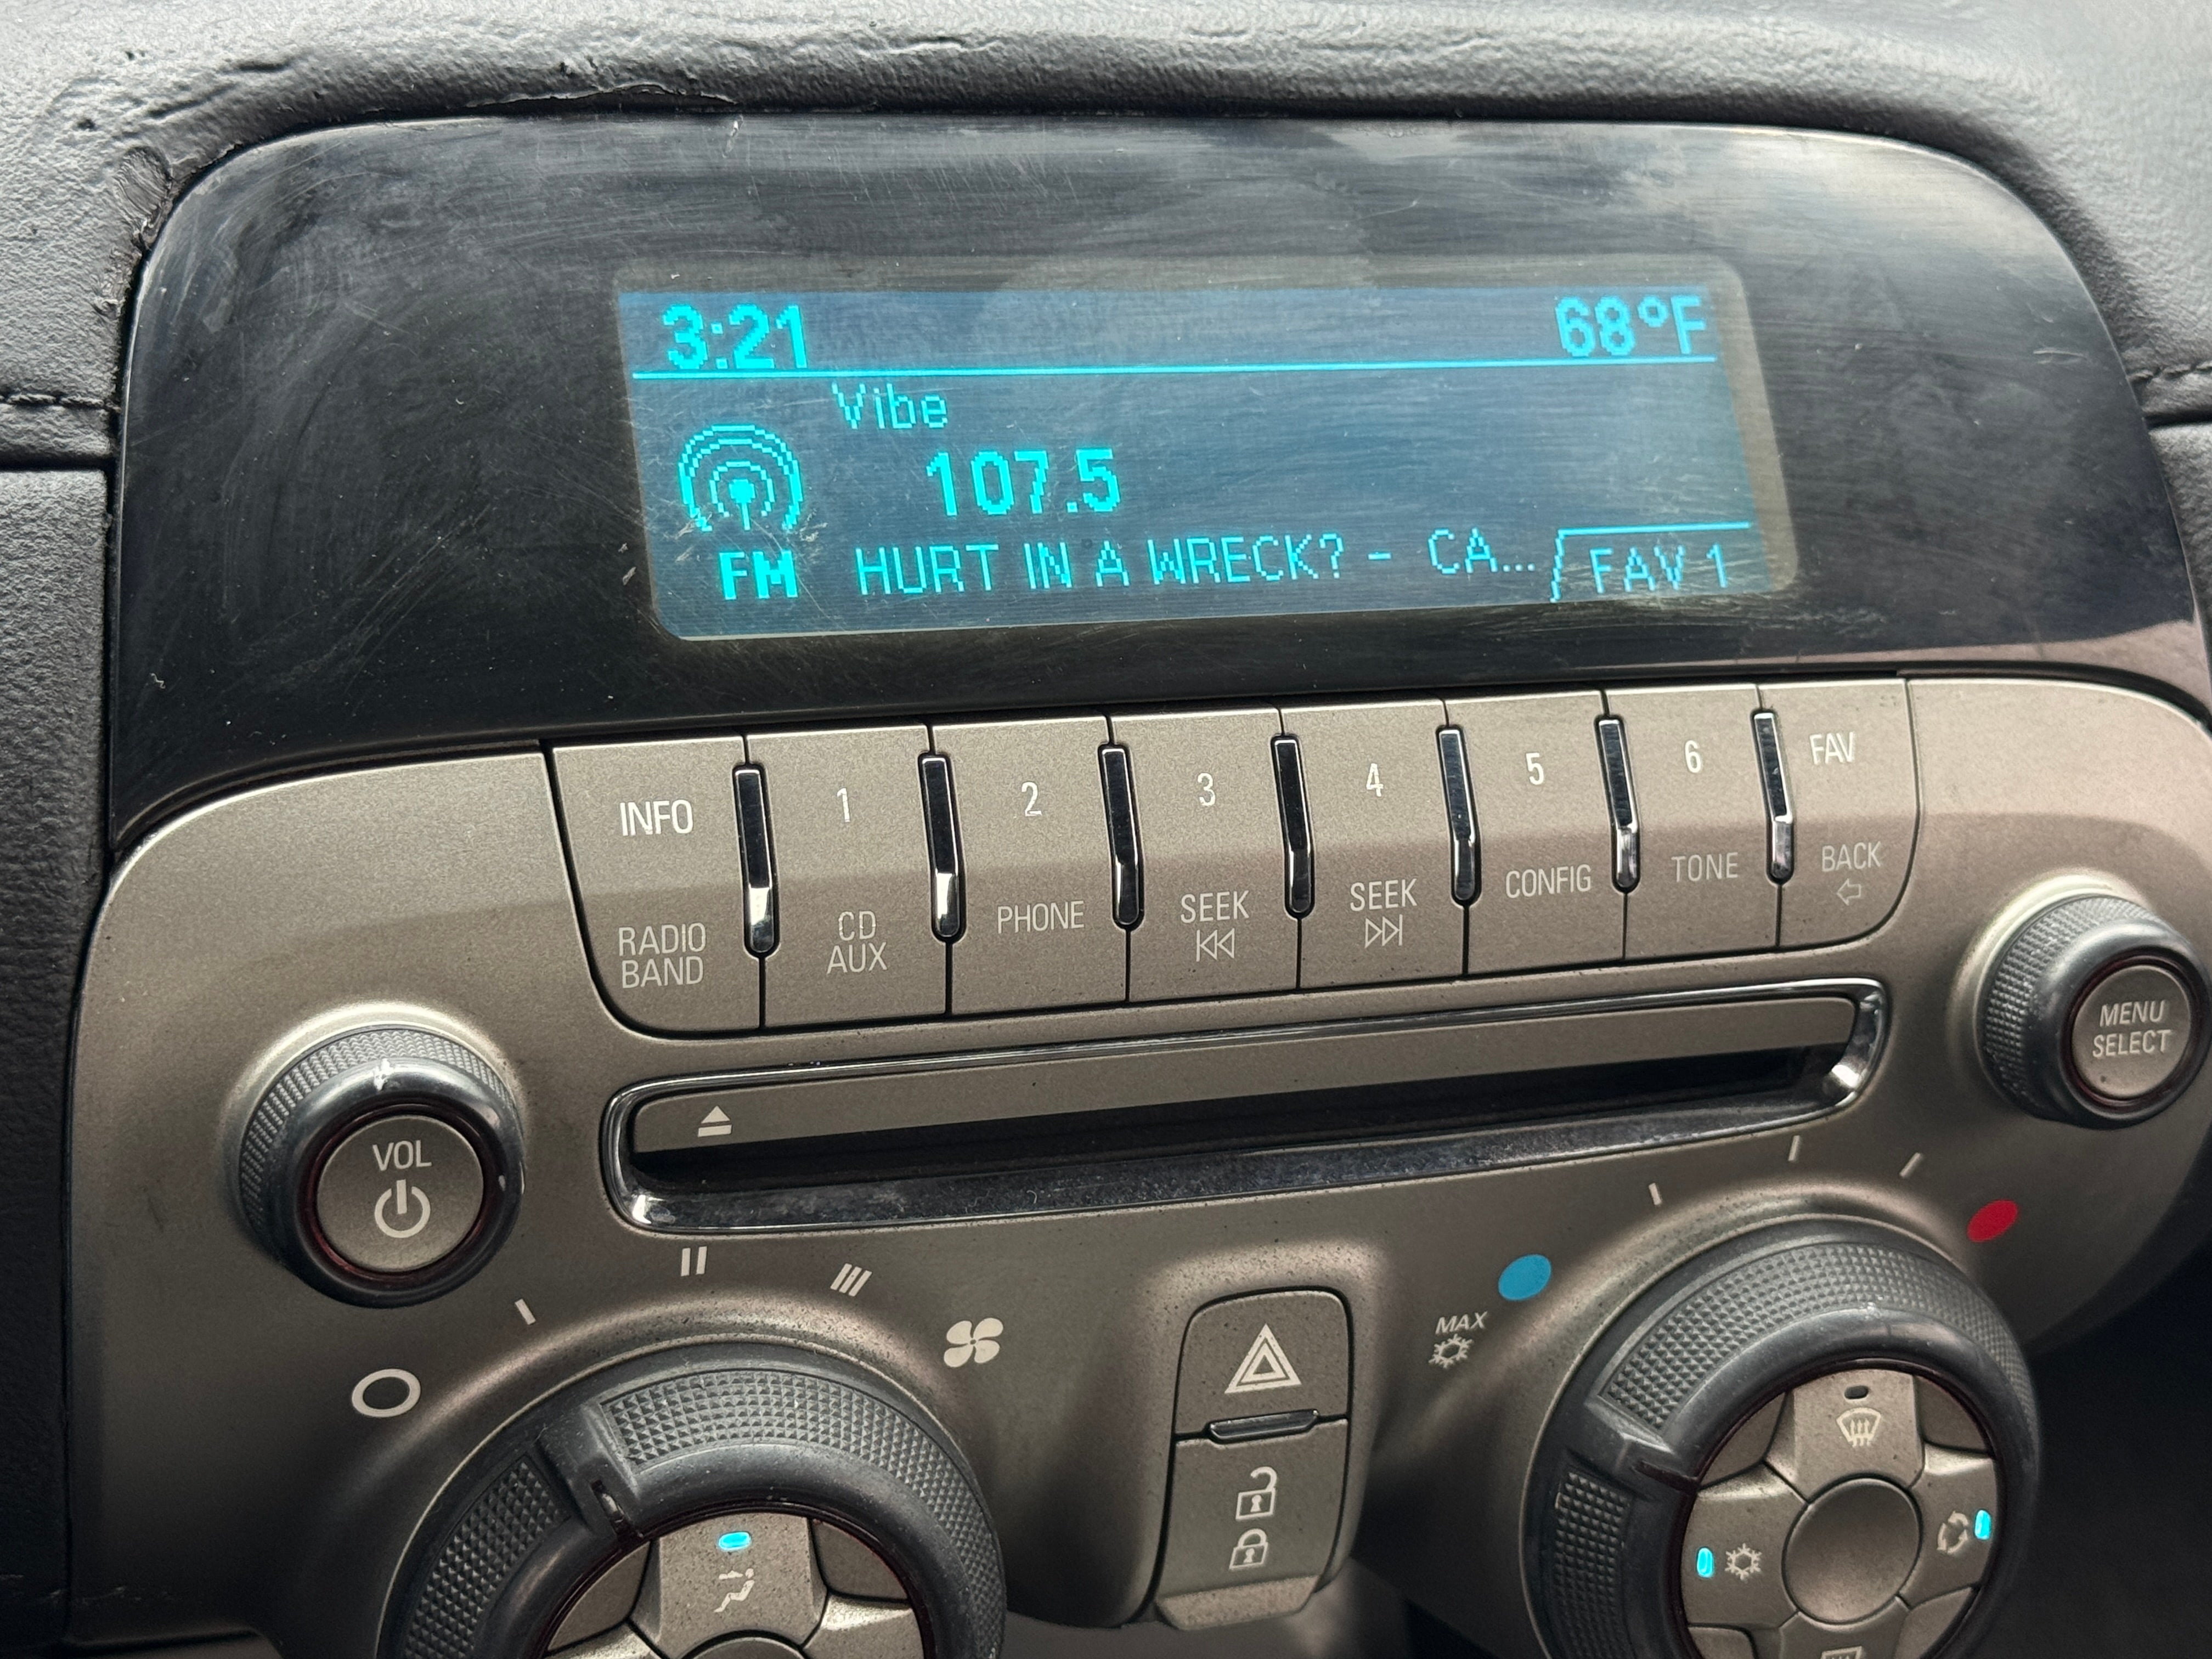 3:21 68°F
Vibe
107.5
FM HURT IN A WRECK? - CA... FAV 1
INFO 1 2 3 4 5 6 FAV
RADIO BAND
CD AUX
PHONE
SEEK
SEEK
CONFIG
TONE
BACK
MENU SELECT
VOL
MAX